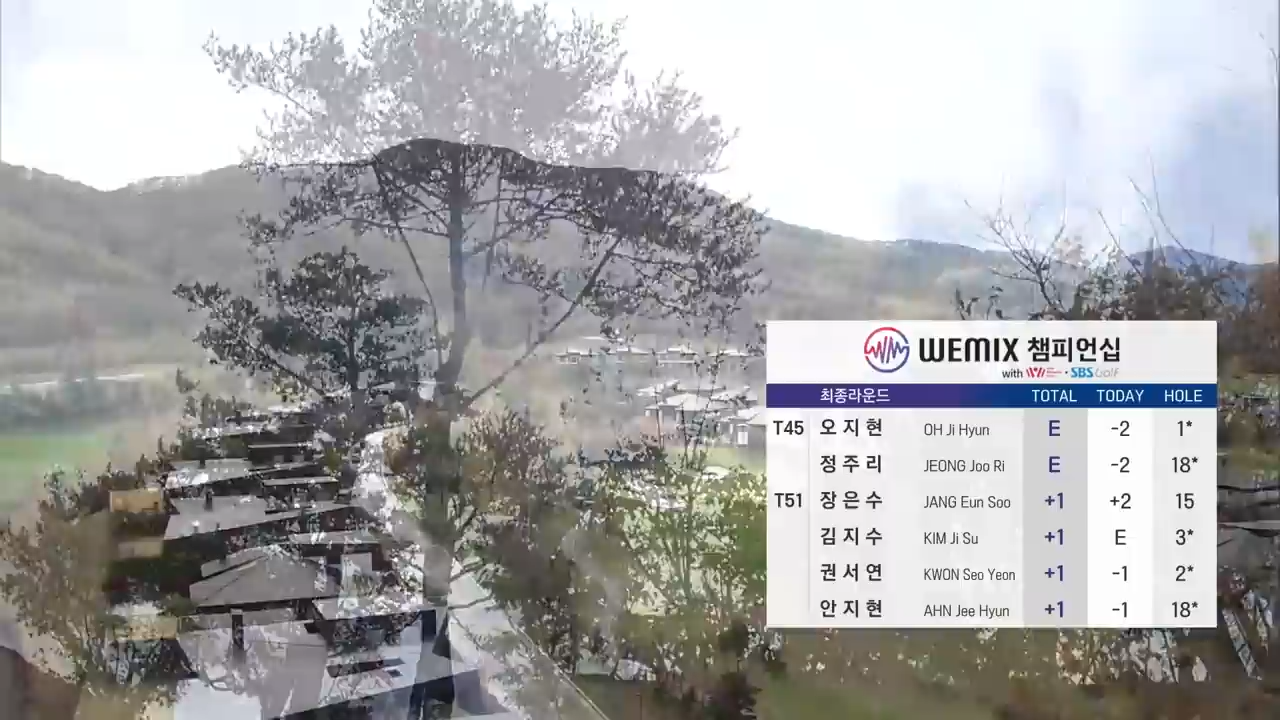 WEMIX 챔피언십
with · SBS Golf
최종라운드 TOTAL TODAY HOLE
T45 오지현 OH Ji Hyun E -2 1*
정주리 JEONG Joo Ri E -2 18*
T51 장은수 JANG Eun Soo +1 +2 15
김지수 KIM Ji Su +1 E 3*
권서연 KWON Seo Yeon +1 -1 2*
안지현 AHN Jee Hyun +1 -1 18*